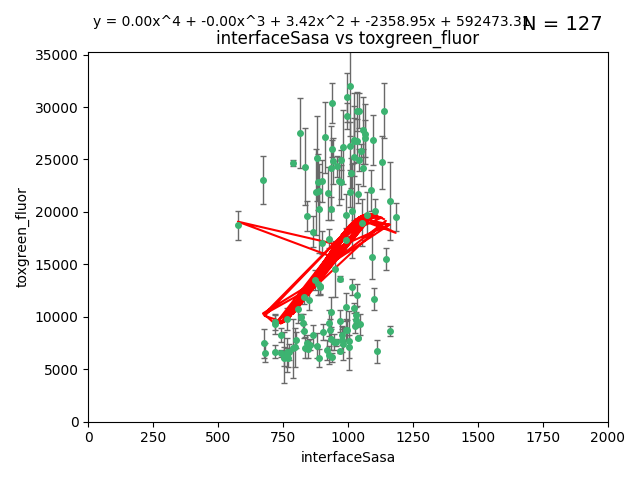 y = 0.00x^4 + -0.00x^3 + 3.42x^2 + -2358.95x + 592473.31
N = 127
interfaceSasa vs toxgreen_fluor
35000
30000
25000
20000
15000
10000
5000
0
toxgreen_fluor
0 250 500 750 1000 1250 1500 1750 2000
interfaceSasa